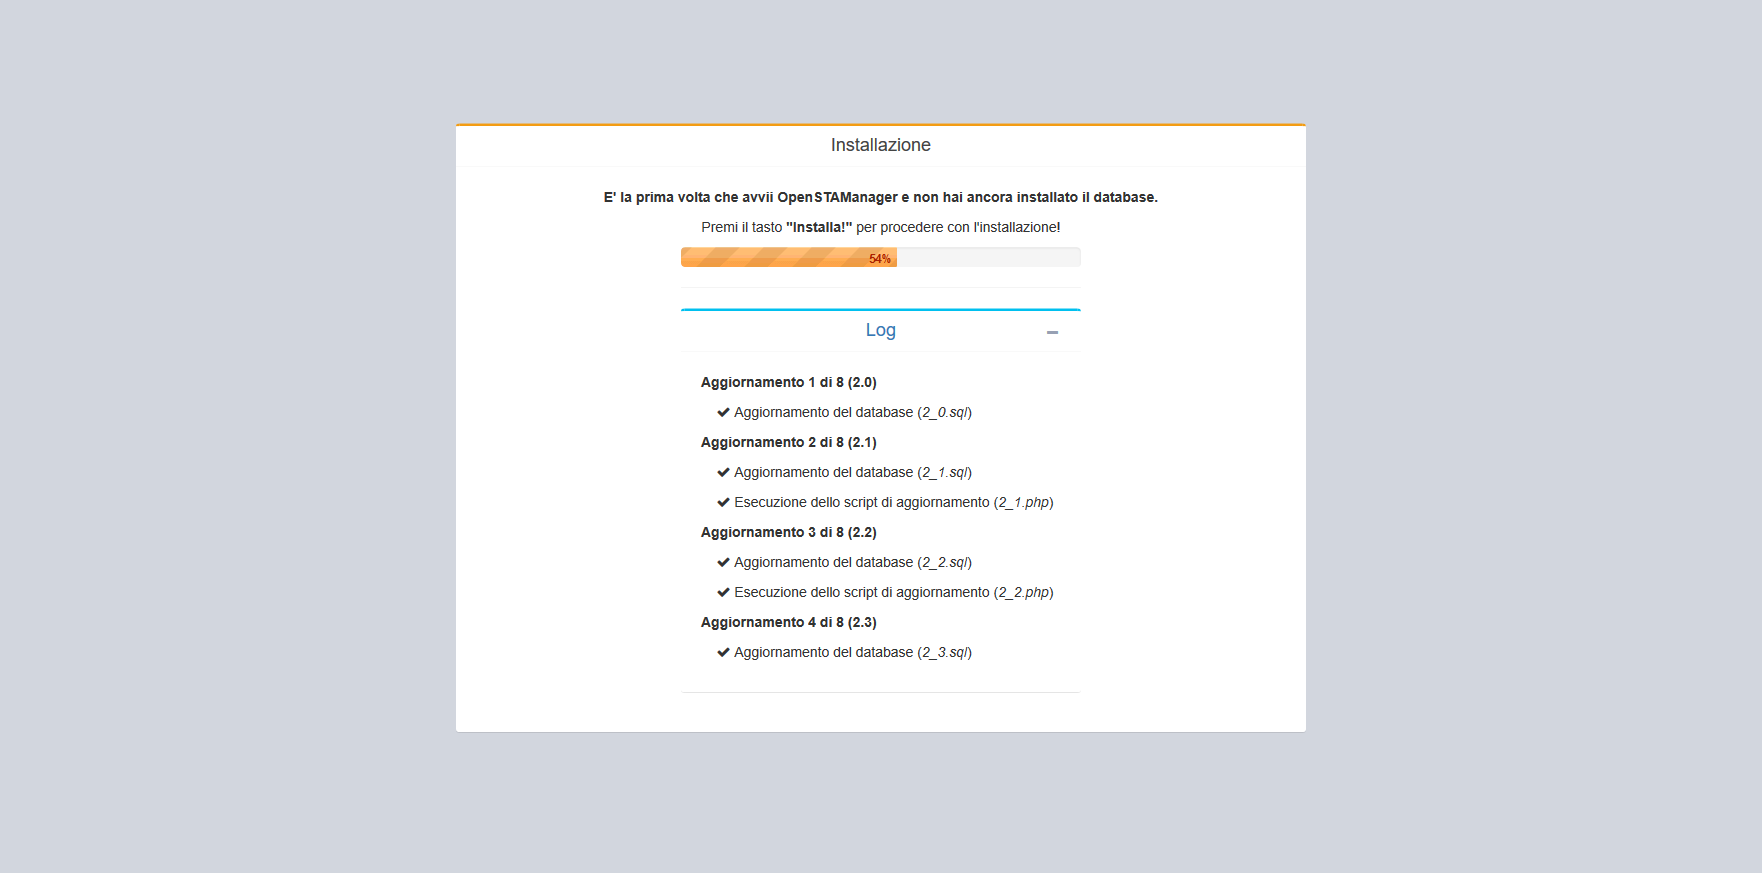 Installazione
E' la prima volta che avvii OpenSTAManager e non hai ancora installato il database.
Premi il tasto "Installa!" per procedere con l'installazione!
54%
Log
Aggiornamento 1 di 8 (2.0)
Aggiornamento del database (2_0.sql)
Aggiornamento 2 di 8 (2.1)
Aggiornamento del database (2_1.sql)
Esecuzione dello script di aggiornamento (2_1.php)
Aggiornamento 3 di 8 (2.2)
Aggiornamento del database (2_2.sql)
Esecuzione dello script di aggiornamento (2_2.php)
Aggiornamento 4 di 8 (2.3)
Aggiornamento del database (2_3.sql)